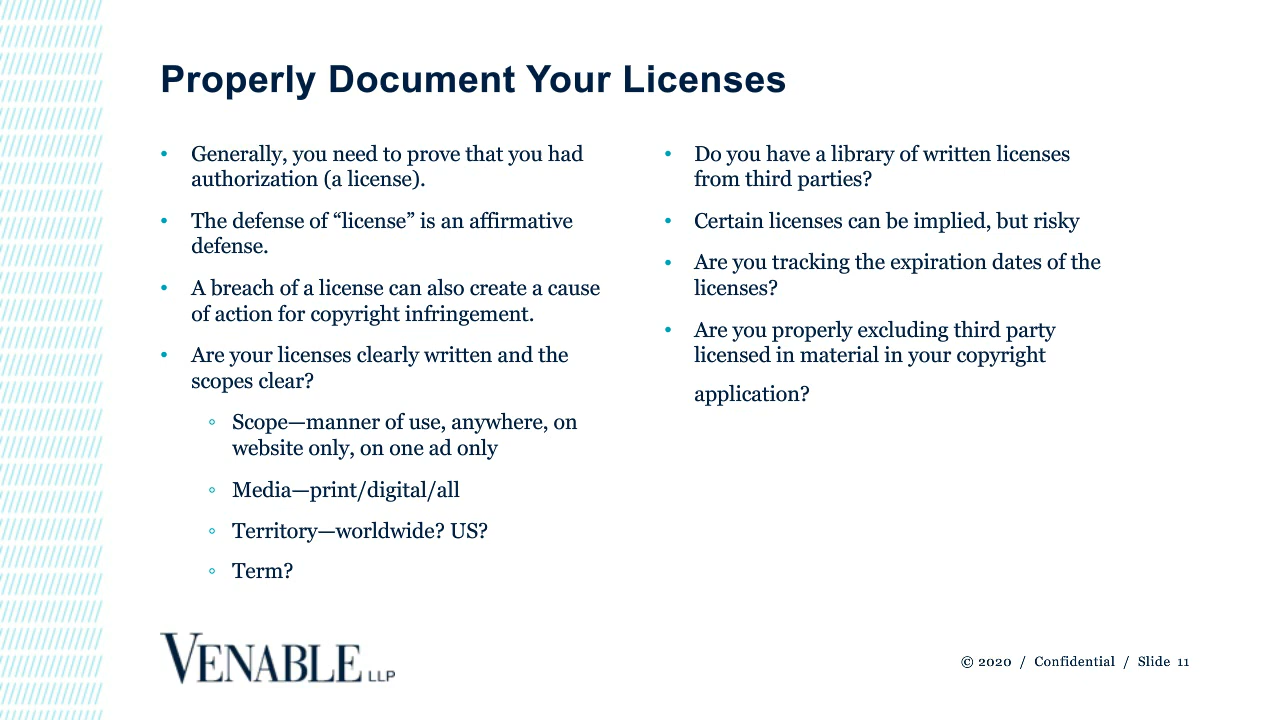 Properly Document Your Licenses
• Generally, you need to prove that you had
authorization (a license).
• The defense of “license” is an affirmative
defense.
• A breach of a license can also create a cause
of action for copyright infringement.
• Are your licenses clearly written and the
scopes clear?
◦ Scope—manner of use, anywhere, on
website only, on one ad only
◦ Media—print/digital/all
◦ Territory—worldwide? US?
◦ Term?
• Do you have a library of written licenses
from third parties?
• Certain licenses can be implied, but risky
• Are you tracking the expiration dates of the
licenses?
• Are you properly excluding third party
licensed in material in your copyright
application?
VENABLE LLP
© 2020 / Confidential / Slide 11